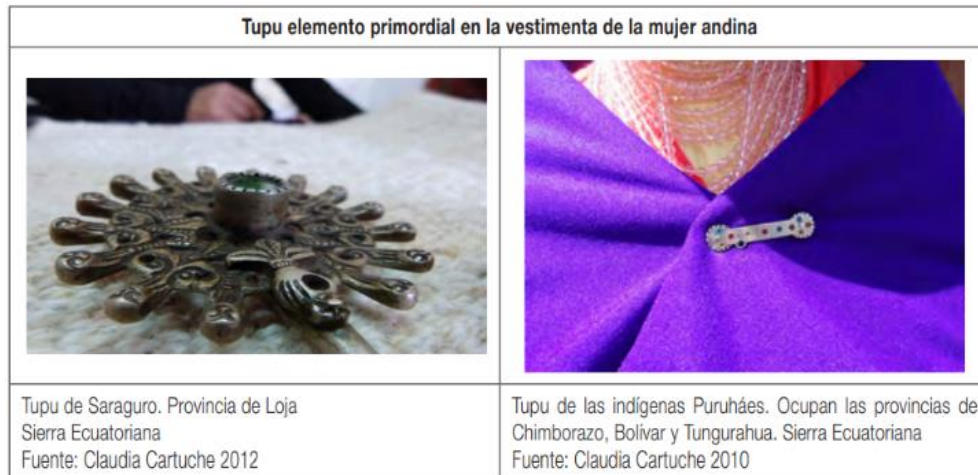 Tupu elemento primordial en la vestimenta de la mujer andina
Tupu de Saraguro. Provincia de Loja
Sierra Ecuatoriana
Fuente: Claudia Cartuche 2012
Tupu de las indígenas Puruháes. Ocupan las provincias de
Chimborazo, Bolívar y Tungurahua. Sierra Ecuatoriana
Fuente: Claudia Cartuche 2010